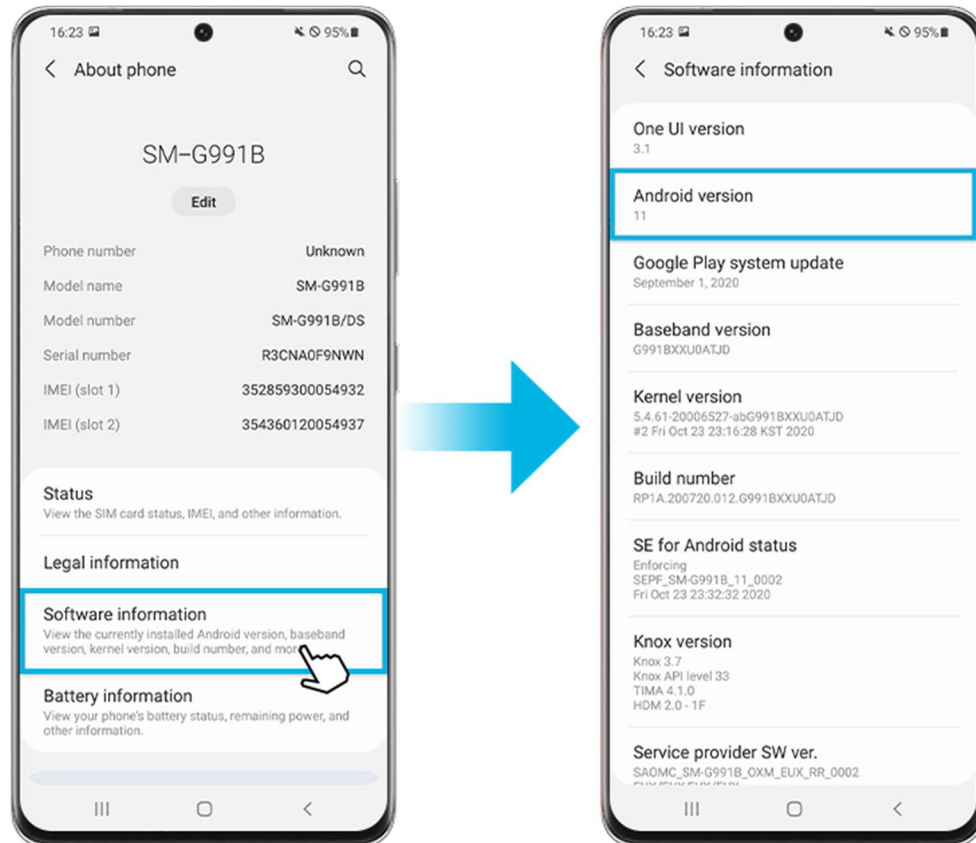 16:23
95%
About phone
SM-G991B
Edit
Phone number Unknown
Model name SM-G991B
Model number SM-G991B/DS
Serial number R3CNA0F9NWN
IMEI (slot 1) 352859300054932
IMEI (slot 2) 354360120054937
Status
View the SIM card status, IMEI, and other information.
Legal information
Software information
View the currently installed Android version, baseband
version, kernel version, build number, and more
Battery information
View your phone's battery status, remaining power, and
other information.
16:23
95%
Software information
One UI version
3.1
Android version
11
Google Play system update
September 1, 2020
Baseband version
G991BXXU0ATJD
Kernel version
5.4.61-20006527-abG991BXXU0ATJD
#2 Fri Oct 23 23:16:28 KST 2020
Build number
RP1A.200720.012.G991BXXU0ATJD
SE for Android status
Enforcing
SEPF_SM-G991B_11_0002
Fri Oct 23 23:32:32 2020
Knox version
Knox 3.7
Knox API level 33
TIMA 4.1.0
HDM 2.0 - 1F
Service provider SW ver.
SAOMC_SM-G991B_OXM_EUX_RR_0002